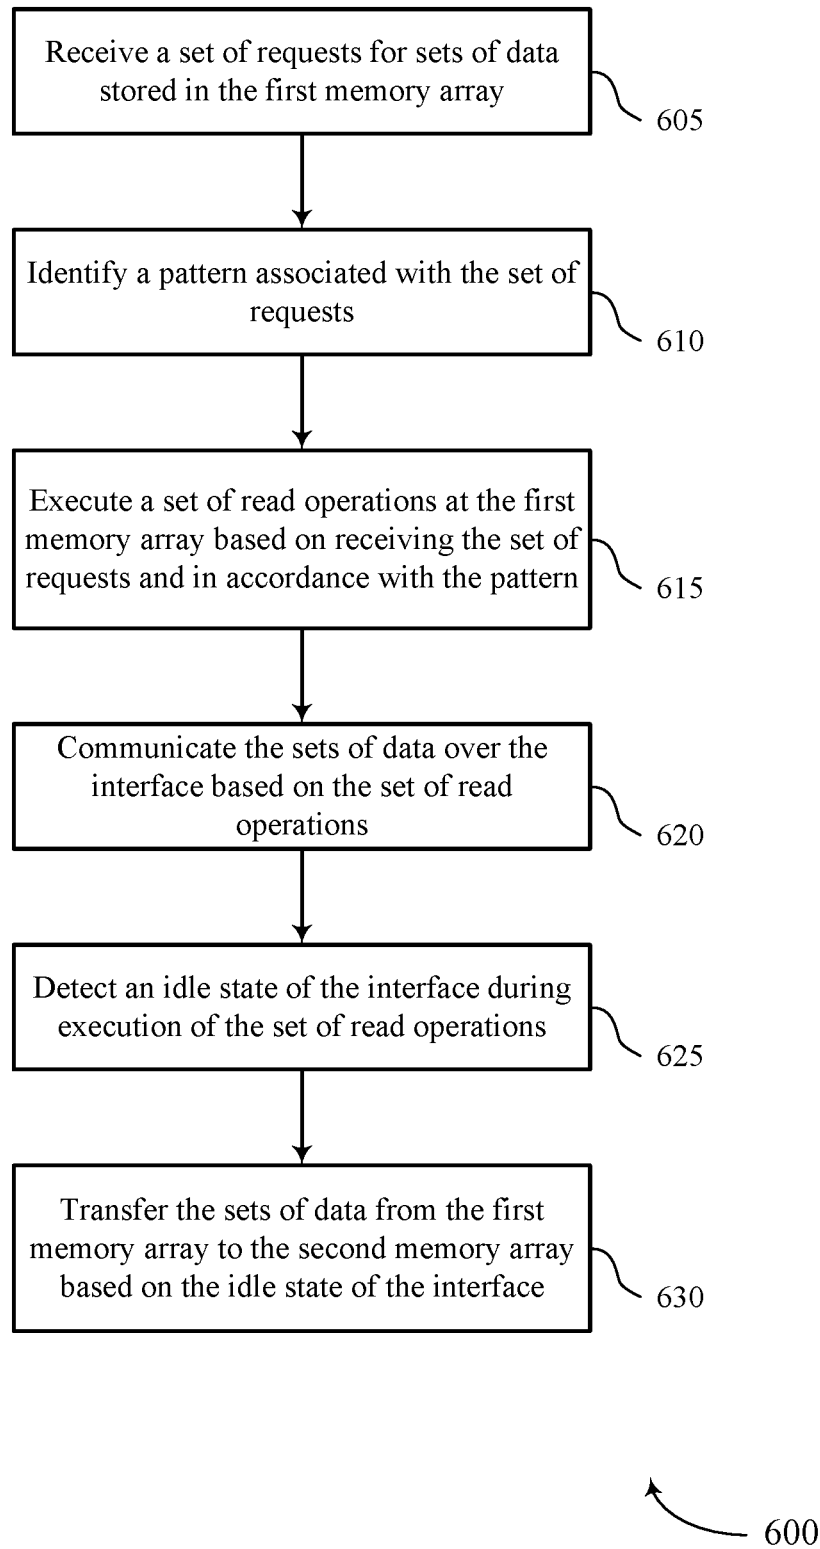 Receive a set of requests for sets of data
stored in the first memory array
605
Identify a pattern associated with the set of
requests
610
Execute a set of read operations at the first
memory array based on receiving the set of
requests and in accordance with the pattern
615
Communicate the sets of data over the
interface based on the set of read
operations
620
Detect an idle state of the interface during
execution of the set of read operations
625
Transfer the sets of data from the first
memory array to the second memory array
based on the idle state of the interface
630
600